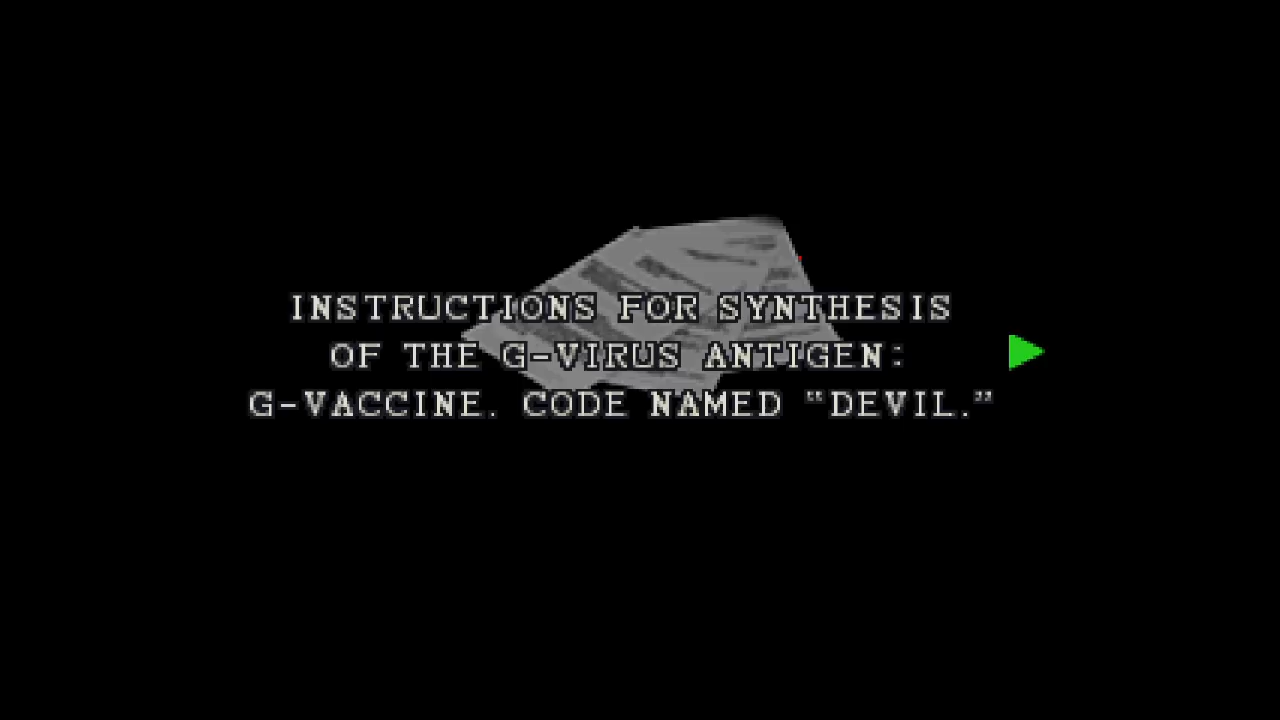 INSTRUCTIONS FOR SYNTHESIS
OF THE G-VIRUS ANTIGEN:
G-VACCINE. CODE NAMED “DEVIL.”